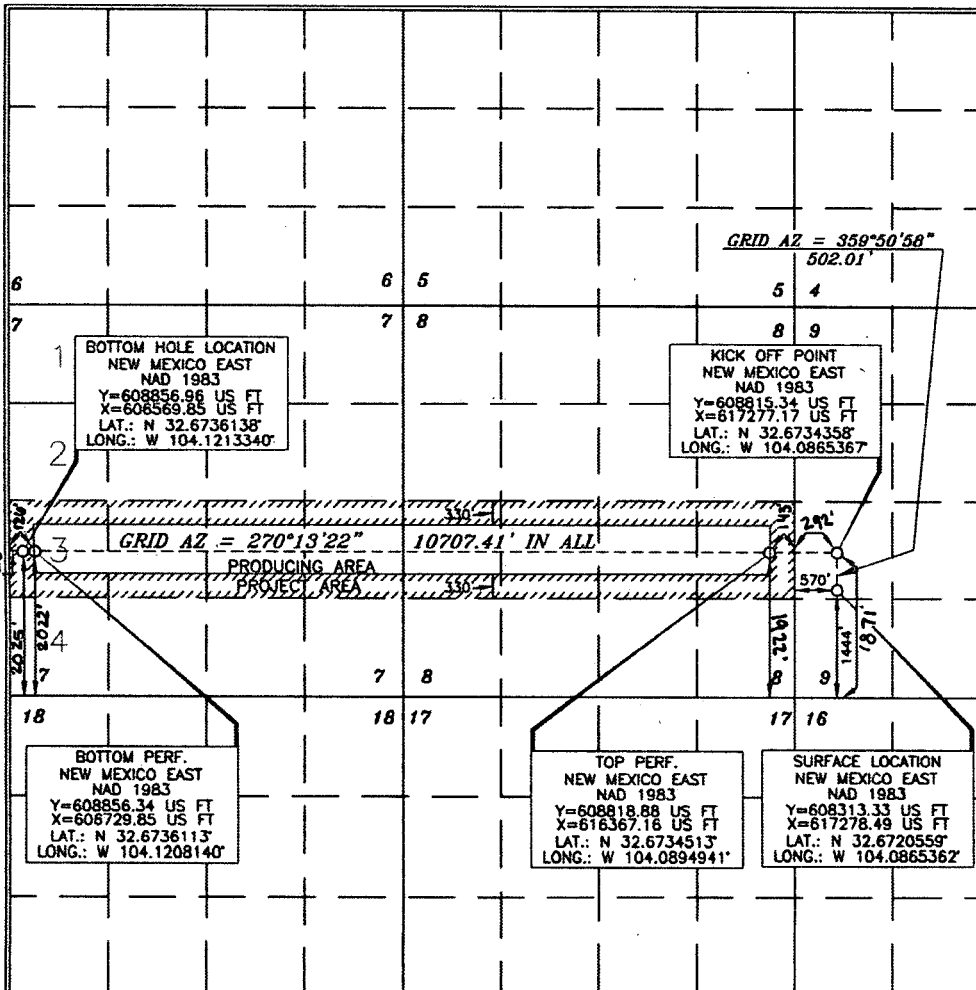 GRID AZ = 359°50'58"
502.01'
6
6 5
5 4
7
7 8
8 9
1
BOTTOM HOLE LOCATION
NEW MEXICO EAST
NAD 1983
Y=608856.96 US FT
X=606569.85 US FT
LAT.: N 32.6736138°
LONG.: W 104.1213340°
KICK OFF POINT
NEW MEXICO EAST
NAD 1983
Y=608815.34 US FT
X=617277.17 US FT
LAT.: N 32.6734358°
LONG.: W 104.0865367°
2
330'
292'
3
GRID AZ = 270°13'22" 10707.41' IN ALL
PRODUCING AREA
PROJECT AREA
330'
570'
2025'
2022'
1922'
1444'
1871'
4
7
7 8
8 9
18
18 17
17 16
BOTTOM PERF.
NEW MEXICO EAST
NAD 1983
Y=608856.34 US FT
X=606729.85 US FT
LAT.: N 32.6736113°
LONG.: W 104.1208140°
TOP PERF.
NEW MEXICO EAST
NAD 1983
Y=608818.88 US FT
X=616367.16 US FT
LAT.: N 32.6734513°
LONG.: W 104.0894941°
SURFACE LOCATION
NEW MEXICO EAST
NAD 1983
Y=608313.33 US FT
X=617278.49 US FT
LAT.: N 32.6720559°
LONG.: W 104.0865362°